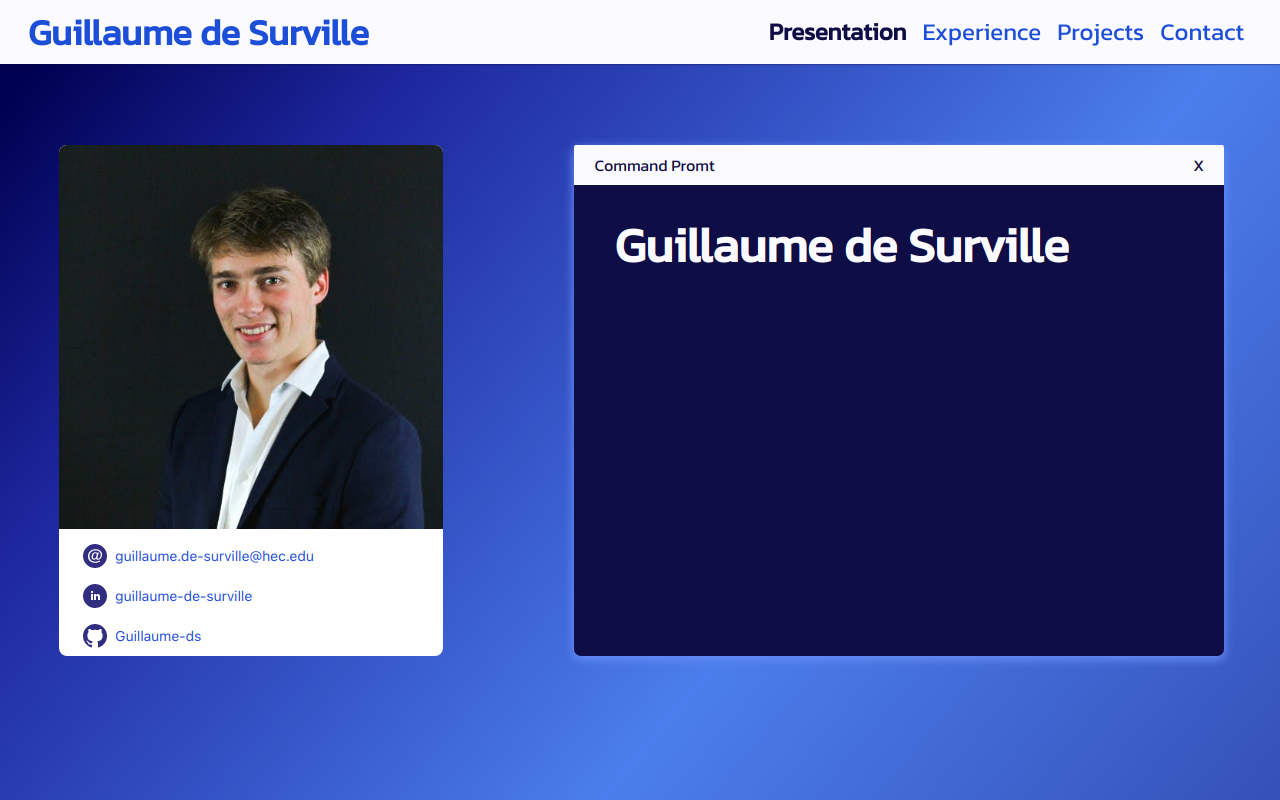 Guillaume de Surville
Presentation Experience Projects Contact
Command Promt X
Guillaume de Surville
@ guillaume.de-surville@hec.edu
in guillaume-de-surville
Guillaume-ds